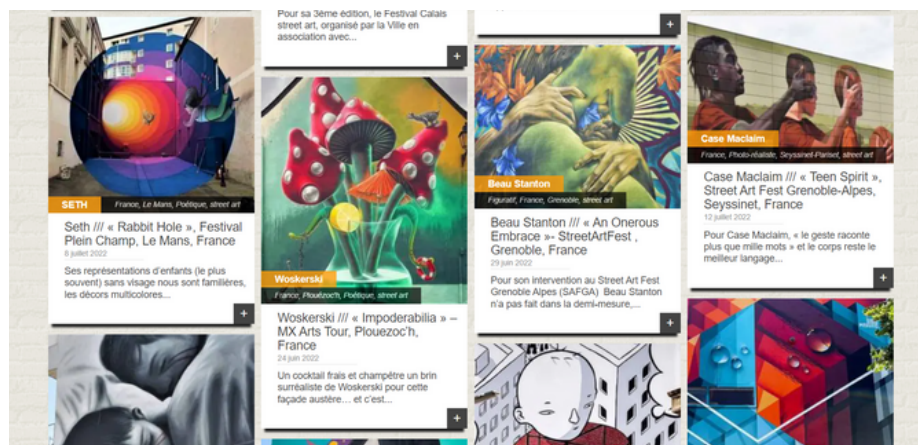 SETH
France, Le Mans, Poétique, street art
Seth /// « Rabbit Hole », Festival
Plein Champ, Le Mans, France
8 juillet 2022
Ses représentations d'enfants (le plus
souvent) sans visage nous sont familières,
les décors multicolores...
+
Pour sa 3ème édition, le Festival Calais
street art, organisé par la Ville en
association avec...
+
Woskerski
France, Plouézoc'h, Poétique, street art
Woskerski /// « Impoderabilia » –
MX Arts Tour, Plouezoc'h,
France
24 juin 2022
Un cocktail frais et champêtre un brin
surréaliste de Woskerski pour cette
façade austère… et c'est...
+
+
Beau Stanton
Figuratif, France, Grenoble, street art
Beau Stanton /// « An Onerous
Embrace »- StreetArtFest ,
Grenoble, France
29 juin 2022
Pour son intervention au Street Art Fest
Grenoble Alpes (SAFGA) Beau Stanton
n'a pas fait dans la demi-mesure,...
+
Case Maclaim
France, Photo-réaliste, Seyssinet-Pariset, street art
Case Maclaim /// « Teen Spirit »,
Street Art Fest Grenoble-Alpes,
Seyssinet, France
12 juillet 2022
Pour Case Maclaim, « le geste raconte
plus que mille mots » et le corps reste le
meilleur langage...
+